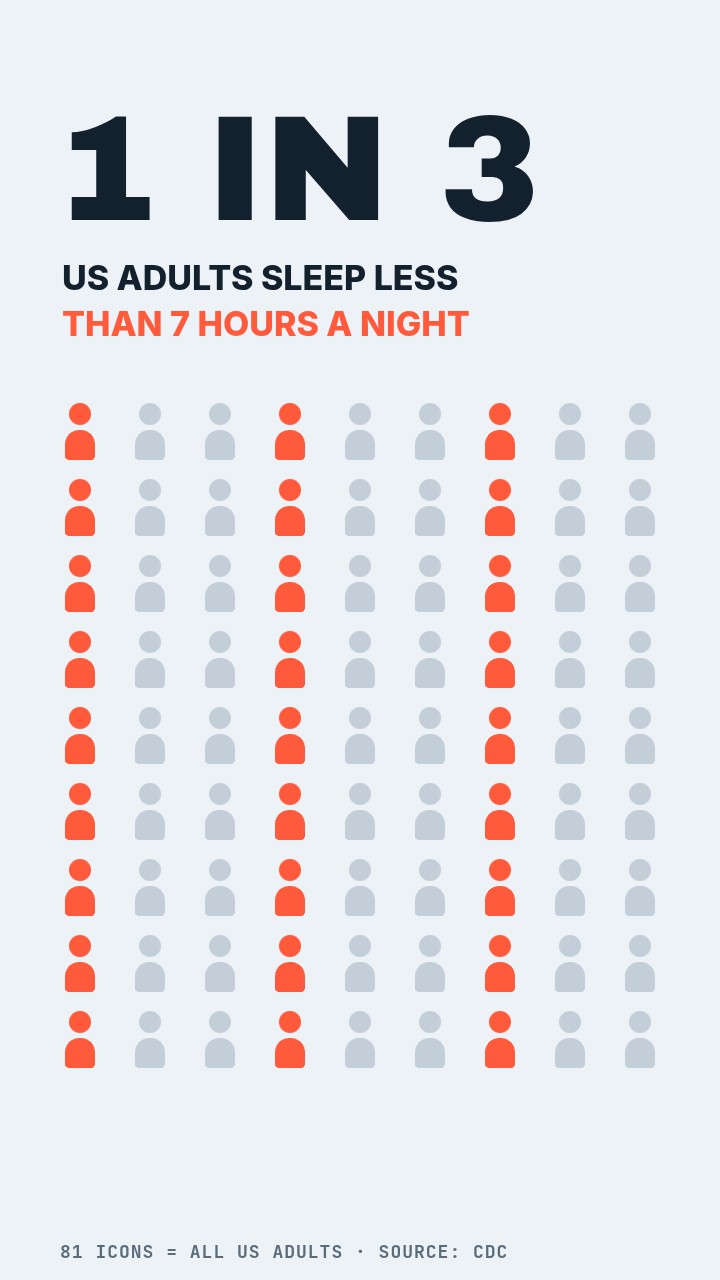 1 IN 3
US ADULTS SLEEP LESS
THAN 7 HOURS A NIGHT
81 ICONS = ALL US ADULTS · SOURCE: CDC